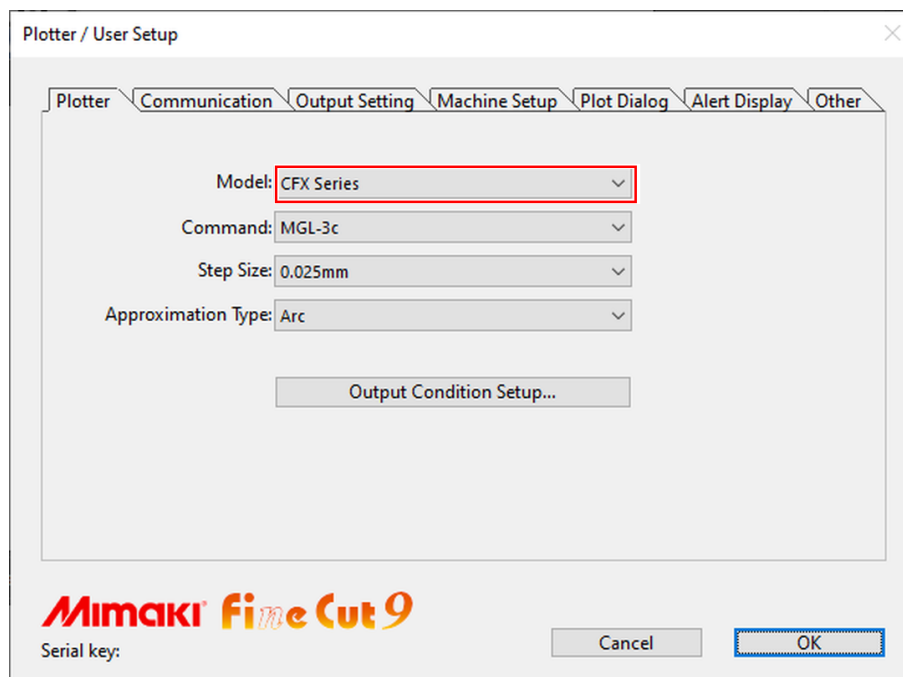 Plotter / User Setup
Plotter Communication Output Setting Machine Setup Plot Dialog Alert Display Other
Model: CFX Series
Command: MGL-3c
Step Size: 0.025mm
Approximation Type: Arc
Output Condition Setup...
Mimaki Fine Cut 9
Serial key:
Cancel OK